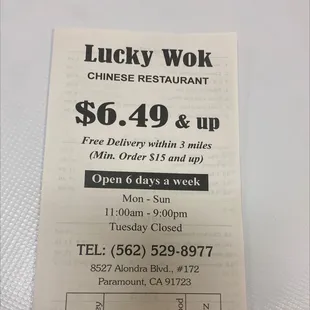 Lucky Wok
CHINESE RESTAURANT
$6.49 & up
Free Delivery within 3 miles
(Min. Order $15 and up)
Open 6 days a week
Mon - Sun
11:00am - 9:00pm
Tuesday Closed
TEL: (562) 529-8977
8527 Alondra Blvd., #172
Paramount, CA 91723